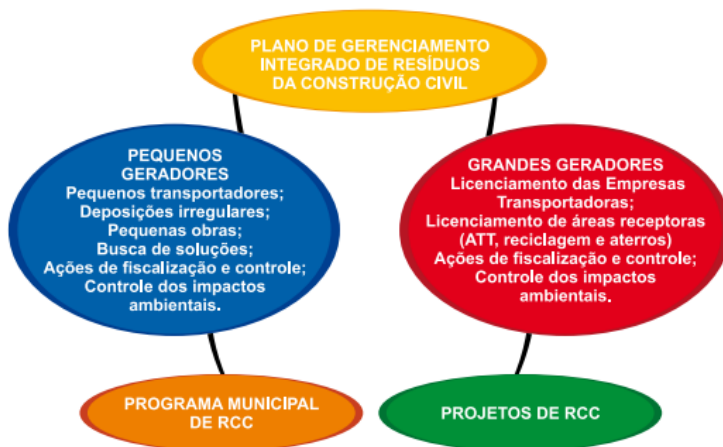 PLANO DE GERENCIAMENTO
INTEGRADO DE RESÍDUOS
DA CONSTRUÇÃO CIVIL
PEQUENOS
GERADORES
Pequenos transportadores;
Deposições irregulares;
Pequenas obras;
Busca de soluções;
Ações de fiscalização e controle;
Controle dos impactos
ambientais.
GRANDES GERADORES
Licenciamento das Empresas
Transportadoras;
Licenciamento de áreas receptoras
(ATT, reciclagem e aterros)
Ações de fiscalização e controle;
Controle dos impactos
ambientais.
PROGRAMA MUNICIPAL
DE RCC
PROJETOS DE RCC